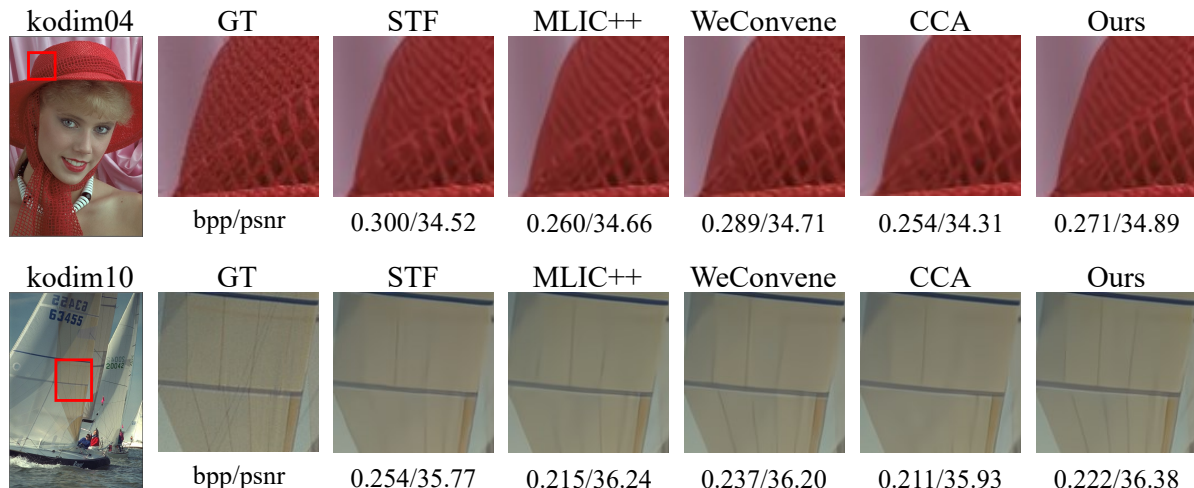 kodim04 GT STF MLIC++ WeConvene CCA Ours
bpp/psnr 0.300/34.52 0.260/34.66 0.289/34.71 0.254/34.31 0.271/34.89
kodim10 GT STF MLIC++ WeConvene CCA Ours
63455
63455
20042
bpp/psnr 0.254/35.77 0.215/36.24 0.237/36.20 0.211/35.93 0.222/36.38